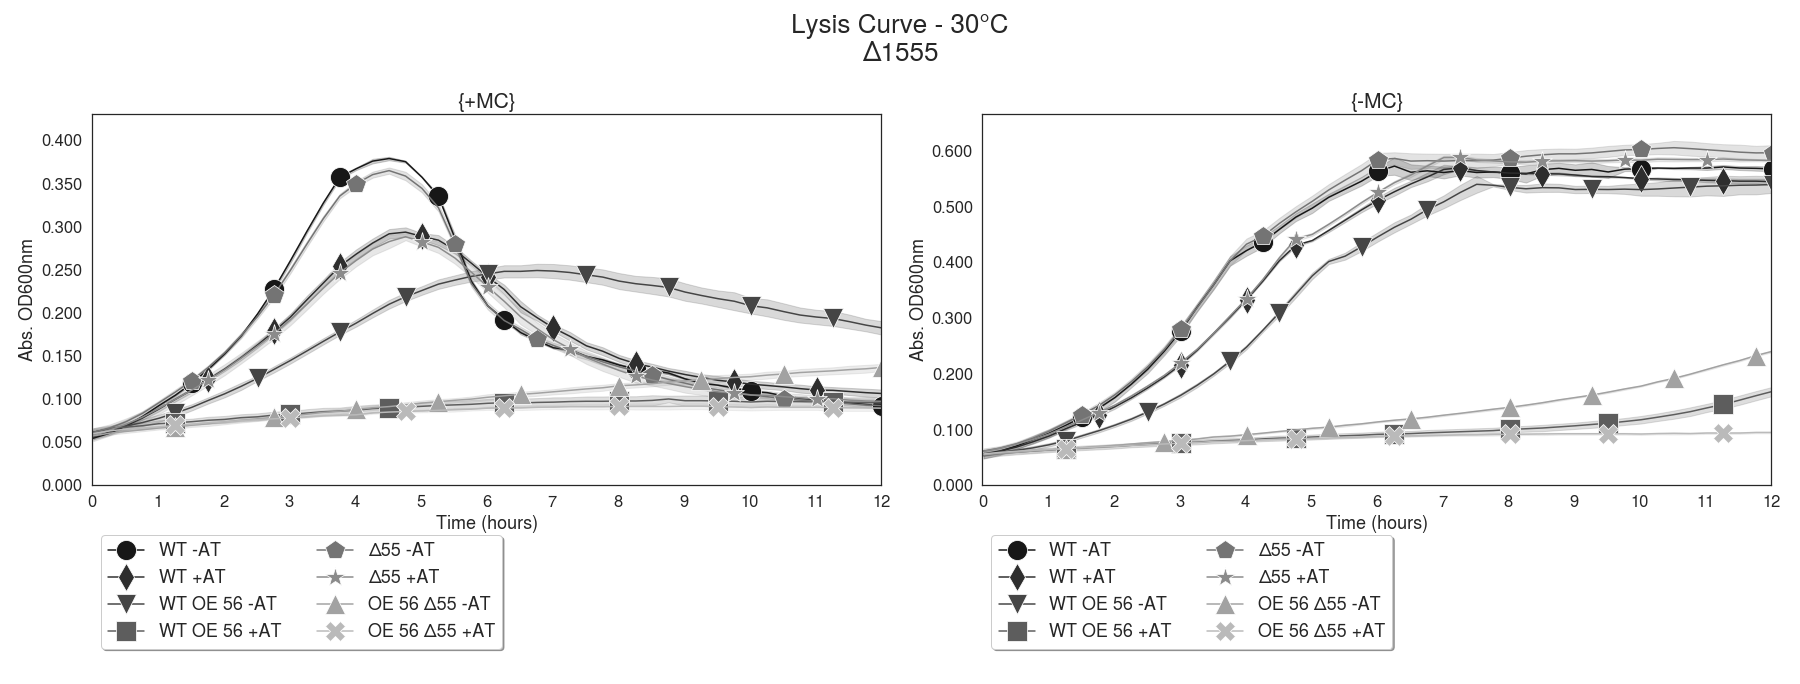 Lysis Curve - 30°C
Δ1555
{+MC}
Abs. OD600nm
0.400
0.350
0.300
0.250
0.200
0.150
0.100
0.050
0.000
0 1 2 3 4 5 6 7 8 9 10 11 12
Time (hours)
WT -AT
WT +AT
WT OE 56 -AT
WT OE 56 +AT
Δ55 -AT
Δ55 +AT
OE 56 Δ55 -AT
OE 56 Δ55 +AT
{-MC}
Abs. OD600nm
0.600
0.500
0.400
0.300
0.200
0.100
0.000
0 1 2 3 4 5 6 7 8 9 10 11 12
Time (hours)
WT -AT
WT +AT
WT OE 56 -AT
WT OE 56 +AT
Δ55 -AT
Δ55 +AT
OE 56 Δ55 -AT
OE 56 Δ55 +AT